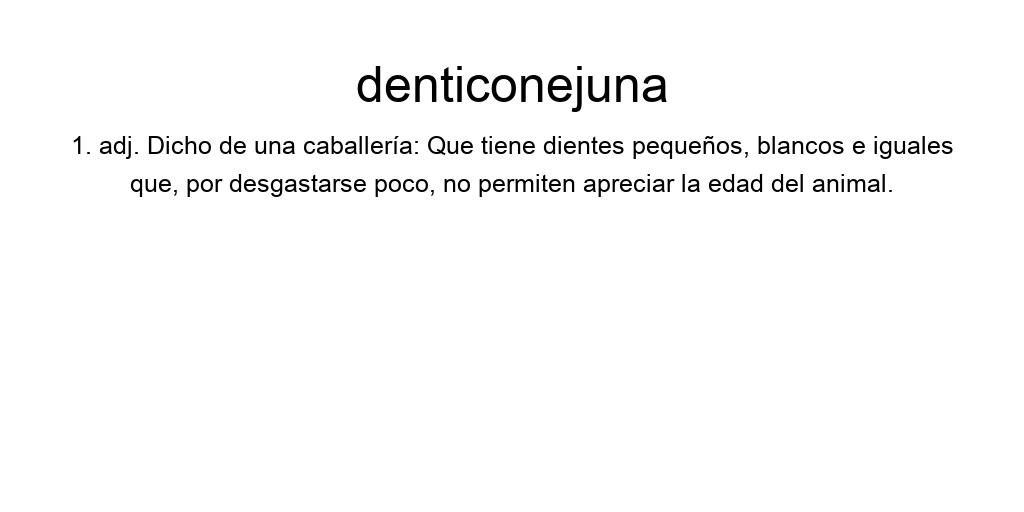 denticonejuna
1. adj. Dicho de una caballería: Que tiene dientes pequeños, blancos e iguales
que, por desgastarse poco, no permiten apreciar la edad del animal.